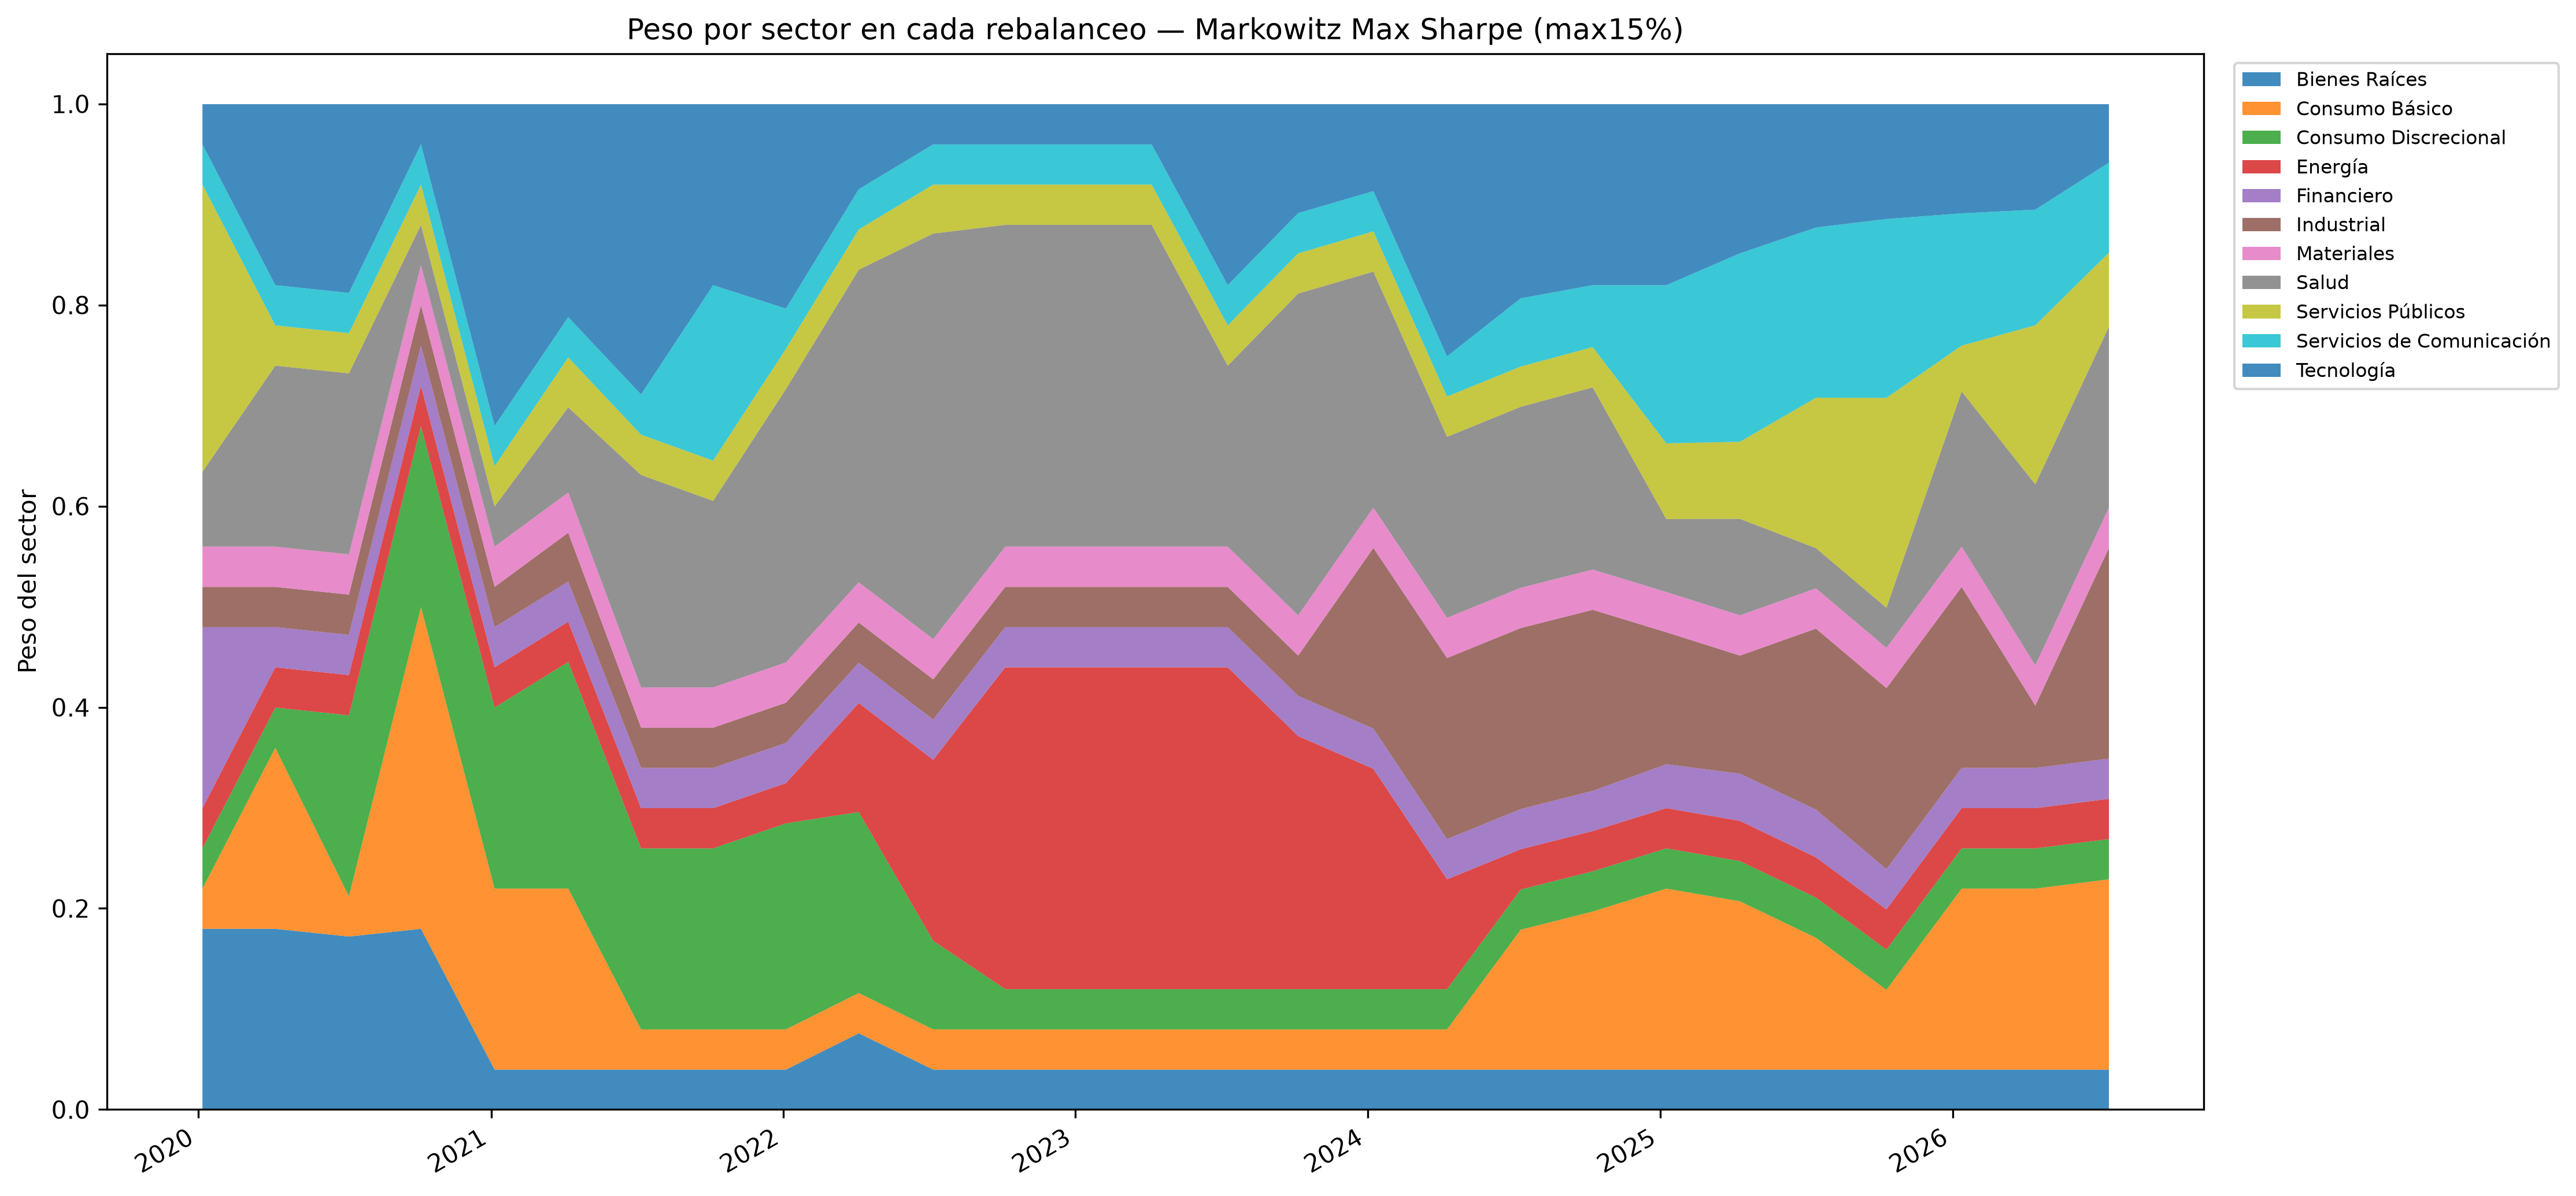 Peso por sector en cada rebalanceo — Markowitz Max Sharpe (max15%)
Peso del sector
1.0
0.8
0.6
0.4
0.2
0.0
2020
2021
2022
2023
2024
2025
2026
Bienes Raíces
Consumo Básico
Consumo Discrecional
Energía
Financiero
Industrial
Materiales
Salud
Servicios Públicos
Servicios de Comunicación
Tecnología